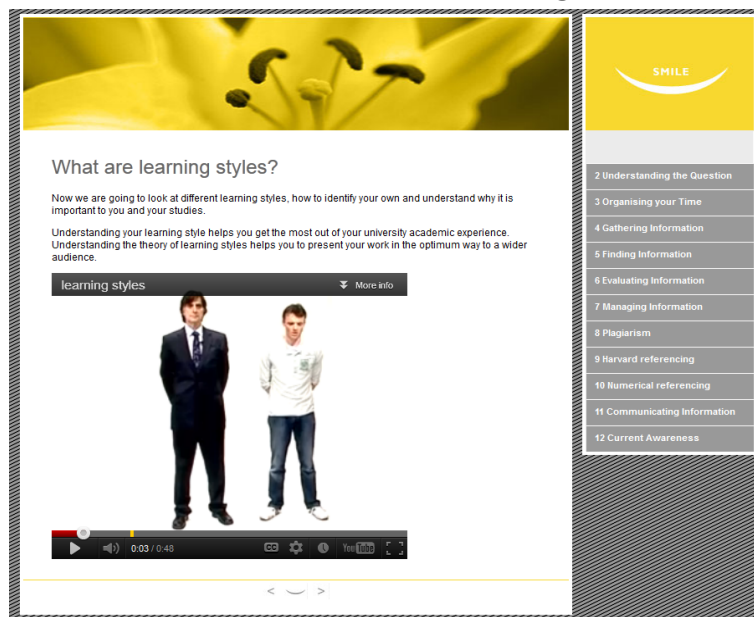 What are learning styles?
Now we are going to look at different learning styles, how to identify your own and understand why it is
important to you and your studies.
Understanding your learning style helps you get the most out of your university academic experience.
Understanding the theory of learning styles helps you to present your work in the optimum way to a wider
audience.
learning styles
More info
0:03 / 0:48
CC
YouTube
< >
SMILE
2 Understanding the Question
3 Organising your Time
4 Gathering Information
5 Finding Information
6 Evaluating Information
7 Managing Information
8 Plagiarism
9 Harvard referencing
10 Numerical referencing
11 Communicating Information
12 Current Awareness